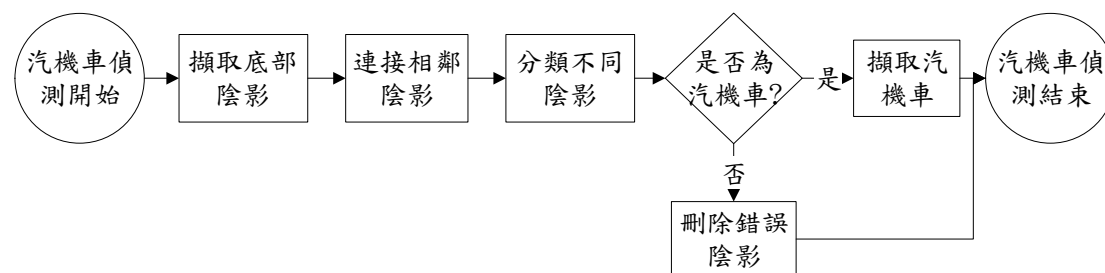 汽機車偵
測開始
擷取底部
陰影
連接相鄰
陰影
分類不同
陰影
是否為
汽機車?
是
擷取汽
機車
汽機車偵
測結束
否
刪除錯誤
陰影